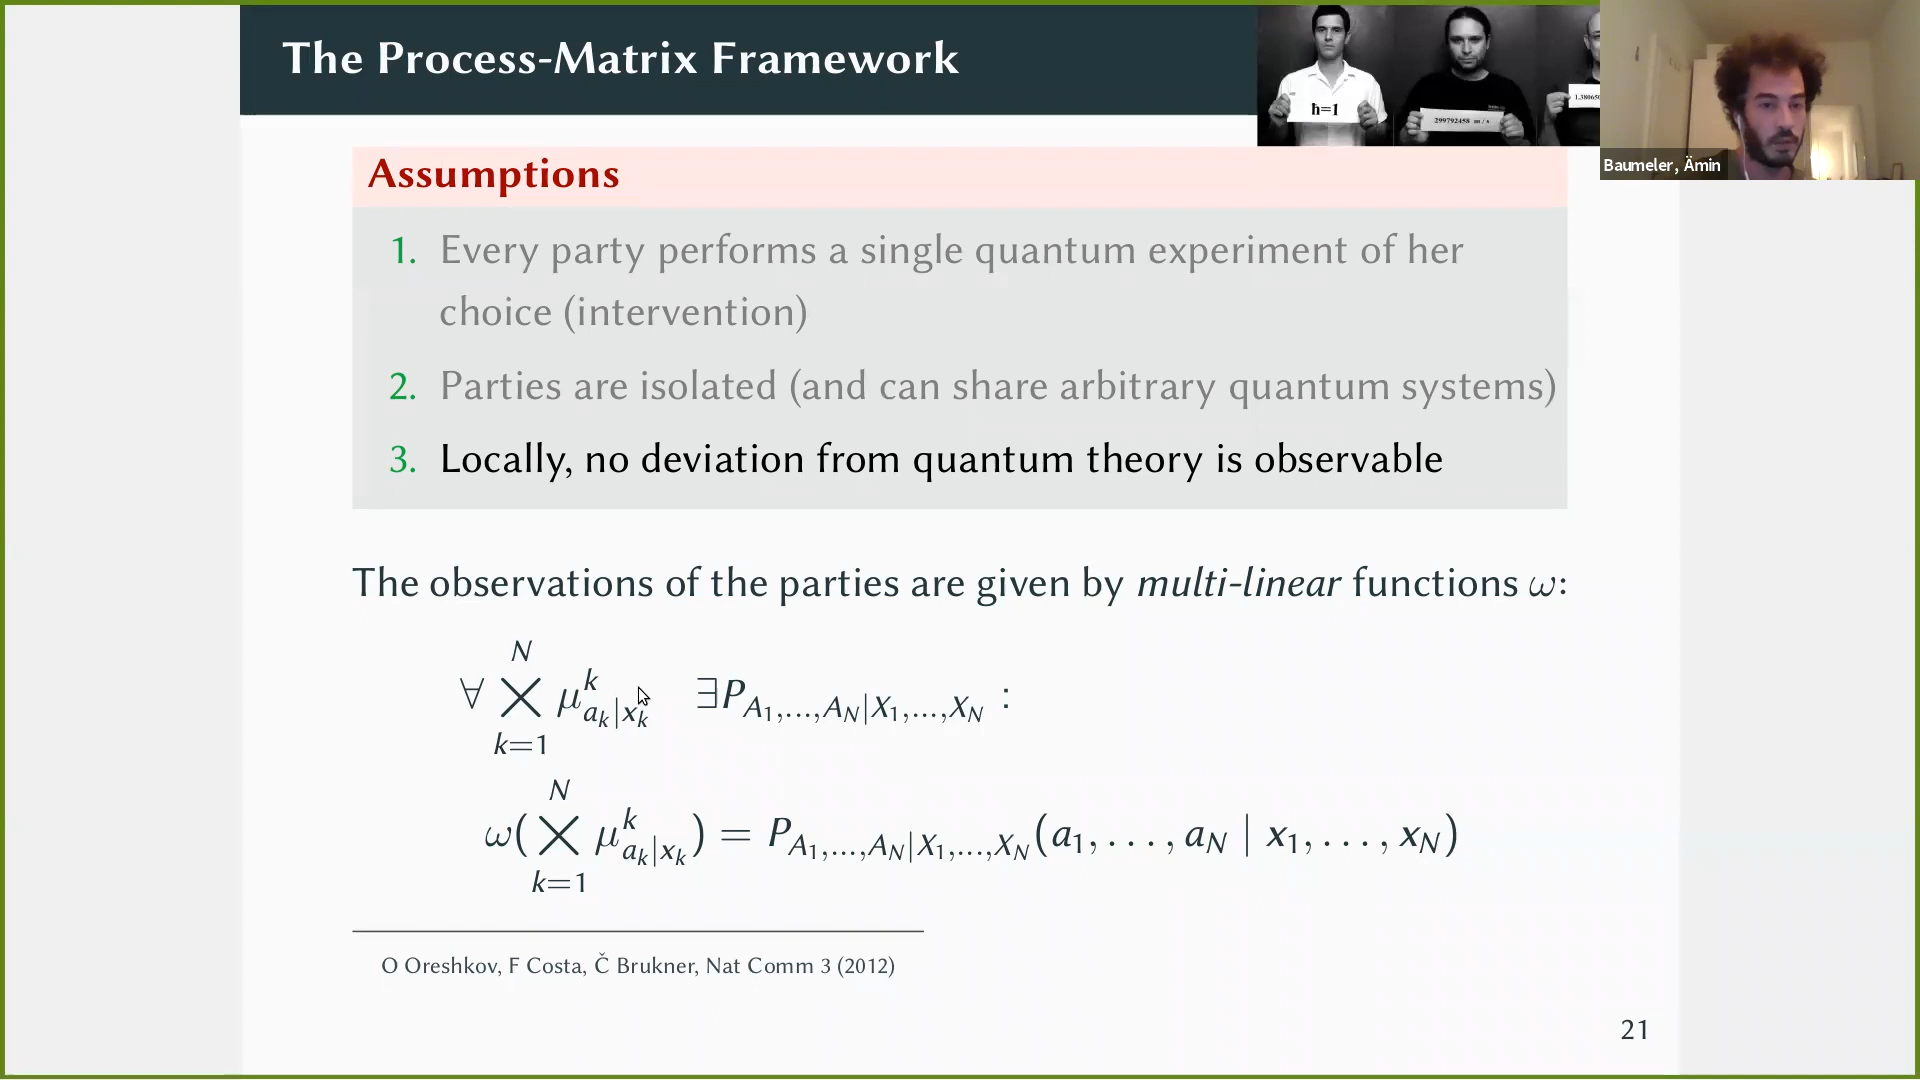 The Process-Matrix Framework
ħ=1
299792458 m/s
Baumeler, Ämin
Assumptions
1. Every party performs a single quantum experiment of her
choice (intervention)
2. Parties are isolated (and can share arbitrary quantum systems)
3. Locally, no deviation from quantum theory is observable
The observations of the parties are given by multi-linear functions ω:
∀ ⨉_{k=1}^{N} μ^k_{a_k|x_k} ∃P_{A_1,...,A_N|X_1,...,X_N} :
ω(⨉_{k=1}^{N} μ^k_{a_k|x_k}) = P_{A_1,...,A_N|X_1,...,X_N}(a_1, . . . , a_N | x_1, . . . , x_N)
O Oreshkov, F Costa, Č Brukner, Nat Comm 3 (2012)
21